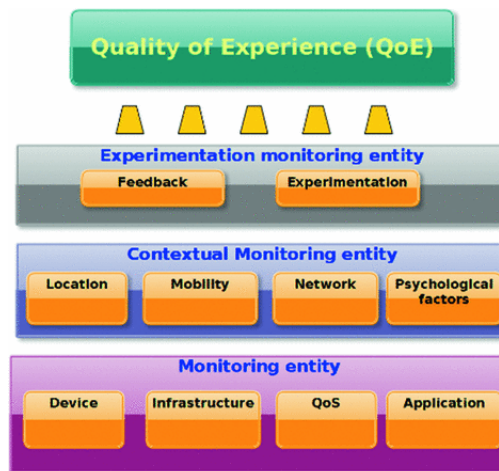 Quality of Experience (QoE)
Experimentation monitoring entity
Feedback
Experimentation
Contextual Monitoring entity
Location
Mobility
Network
Psychological
factors
Monitoring entity
Device
Infrastructure
QoS
Application